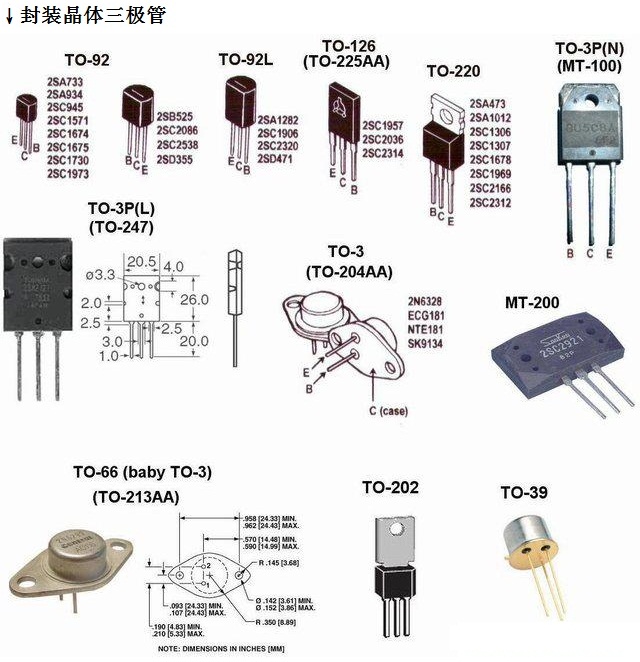 ↓封装晶体三极管
TO-92
2SA733
2SA934
2SC945
2SC1571
2SC1674
2SC1675
2SC1730
2SC1973
E
C
B
2SB525
2SC2086
2SC2538
2SD355
B
C
E
TO-92L
2SA1282
2SC1906
2SC2320
2SD471
E
C
B
TO-126
(TO-225AA)
2SC1957
2SC2036
2SC2314
E
C
B
TO-220
2SA473
2SA1012
2SC1306
2SC1307
2SC1678
2SC1969
2SC2166
2SC2312
B
C
E
TO-3P(N)
(MT-100)
B C E
TO-3P(L)
(TO-247)
20.5
4.0
ø3.3
26.0
2.0
2.5
2.5
3.0
20.0
1.0
TO-3
(TO-204AA)
2N6328
ECG181
NTE181
SK9134
E
B
C (case)
MT-200
Sanken
2SC2921
TO-66 (baby TO-3)
(TO-213AA)
.958 [24.33] MIN.
.962 [24.43] MAX.
.570 [14.48] MIN.
.590 [14.99] MAX.
R .145 [3.68]
2
1
Ø .142 [3.61] MIN.
Ø .152 [3.86] MAX.
.093 [24.33] MIN.
.107 [24.43] MAX.
R .350 [8.89]
.190 [4.83] MIN.
.210 [5.33] MAX.
NOTE: DIMENSIONS IN INCHES [MM]
TO-202
TO-39